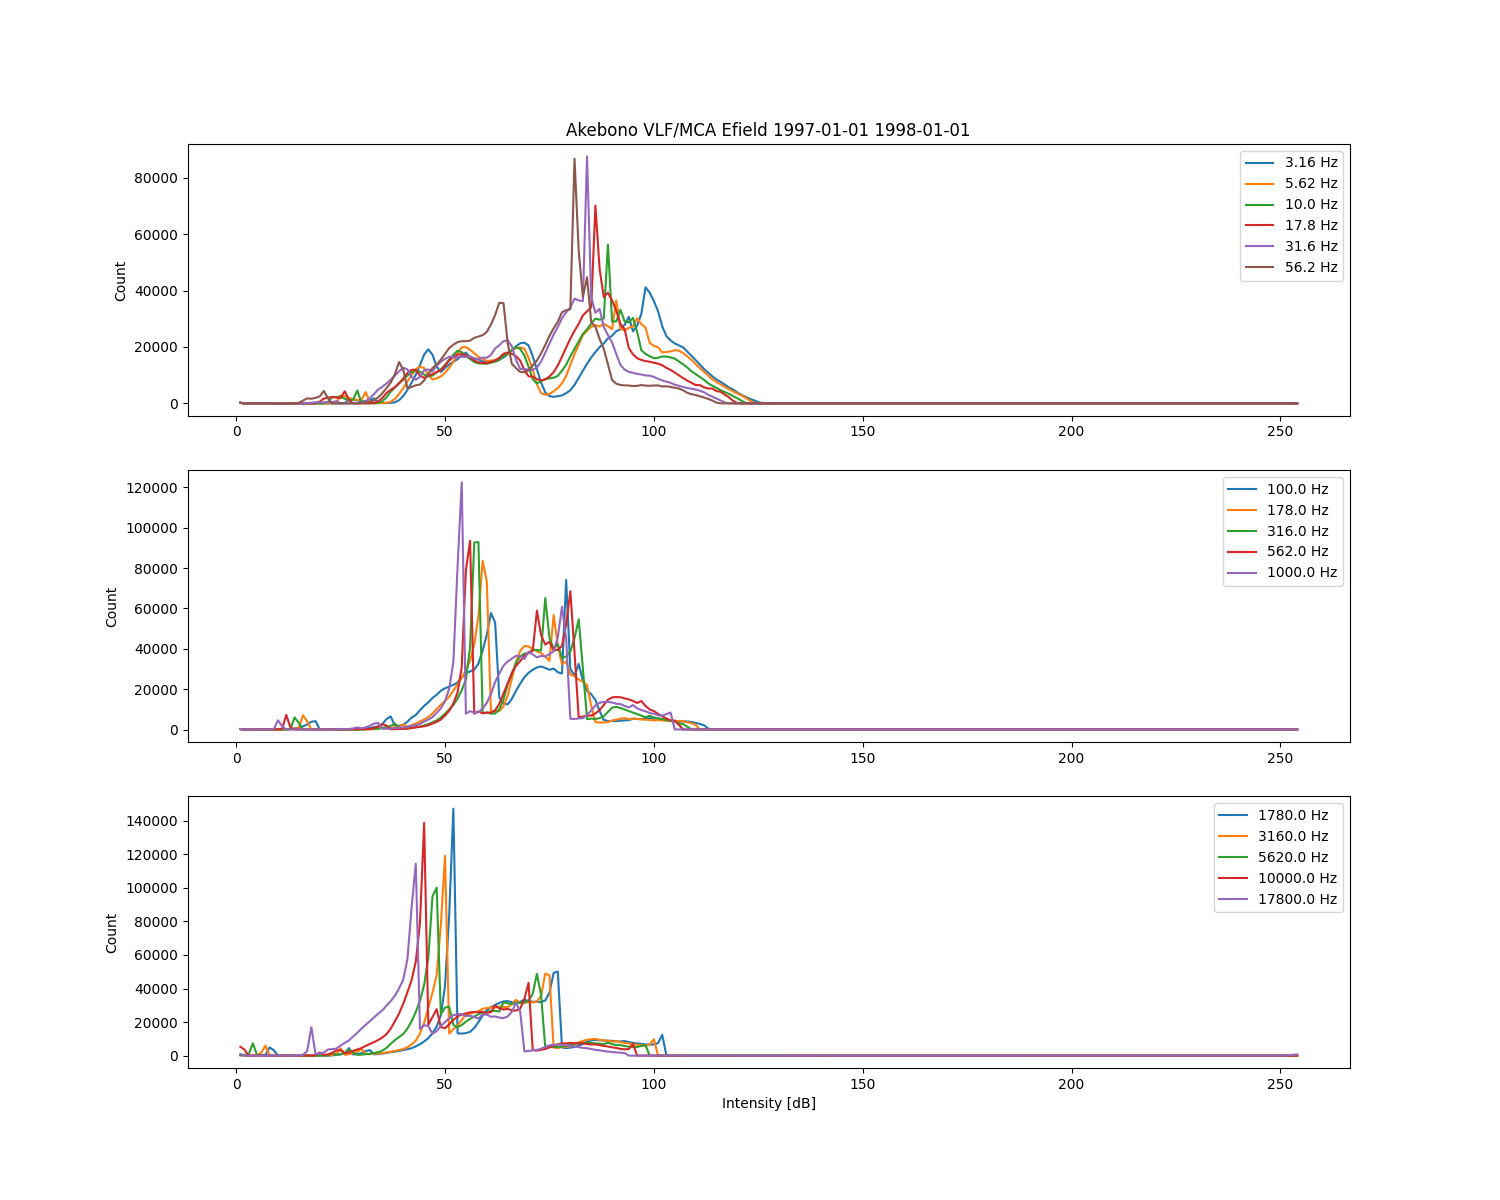 Akebono VLF/MCA Efield 1997-01-01 1998-01-01
80000
60000
40000
20000
0
Count
3.16 Hz
5.62 Hz
10.0 Hz
17.8 Hz
31.6 Hz
56.2 Hz
0 50 100 150 200 250
120000
100000
80000
60000
40000
20000
0
Count
100.0 Hz
178.0 Hz
316.0 Hz
562.0 Hz
1000.0 Hz
0 50 100 150 200 250
140000
120000
100000
80000
60000
40000
20000
0
Count
1780.0 Hz
3160.0 Hz
5620.0 Hz
10000.0 Hz
17800.0 Hz
0 50 100 150 200 250
Intensity [dB]